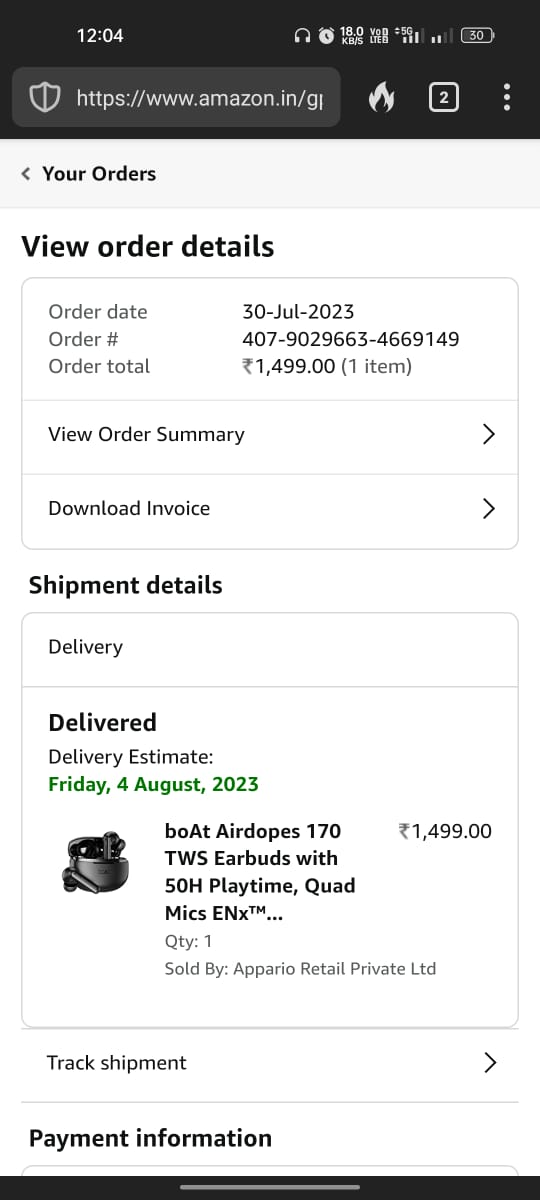 12:04
18.0 KB/S
5G
30
https://www.amazon.in/gp
2
Your Orders
View order details
Order date 30-Jul-2023
Order # 407-9029663-4669149
Order total ₹1,499.00 (1 item)
View Order Summary
Download Invoice
Shipment details
Delivery
Delivered
Delivery Estimate:
Friday, 4 August, 2023
boAt Airdopes 170 ₹1,499.00
TWS Earbuds with
50H Playtime, Quad
Mics ENx™...
Qty: 1
Sold By: Appario Retail Private Ltd
Track shipment
Payment information